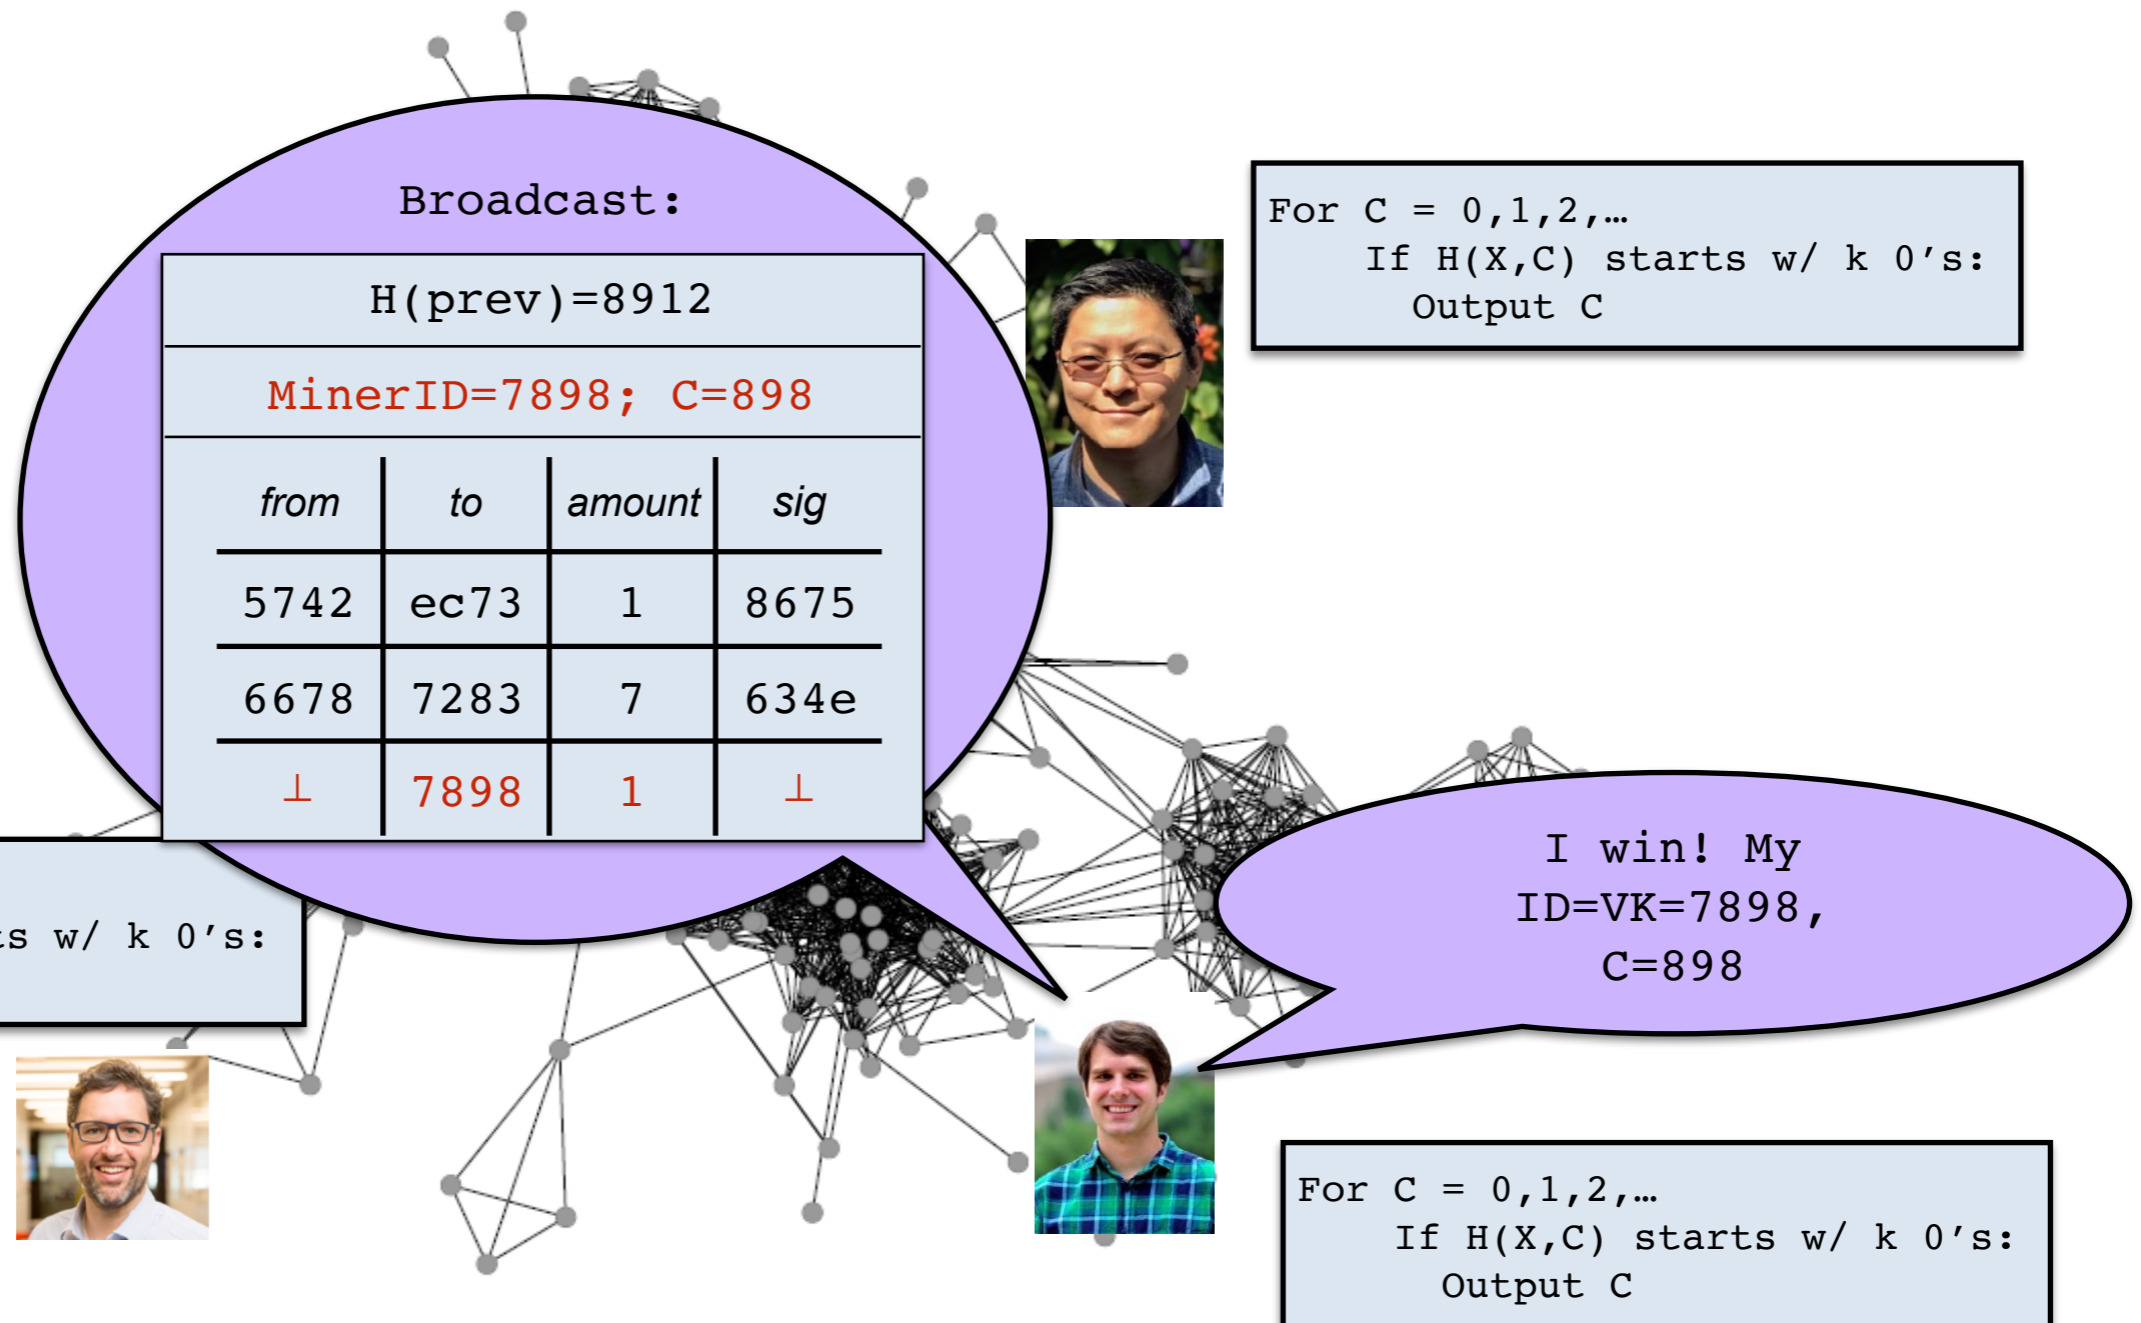 Broadcast:
H(prev)=8912
MinerID=7898; C=898
from to amount sig
5742 ec73 1 8675
6678 7283 7 634e
⊥ 7898 1 ⊥
For C = 0,1,2,…
If H(X,C) starts w/ k 0's:
Output C
w/ k 0's:
I win! My
ID=VK=7898,
C=898
For C = 0,1,2,…
If H(X,C) starts w/ k 0's:
Output C